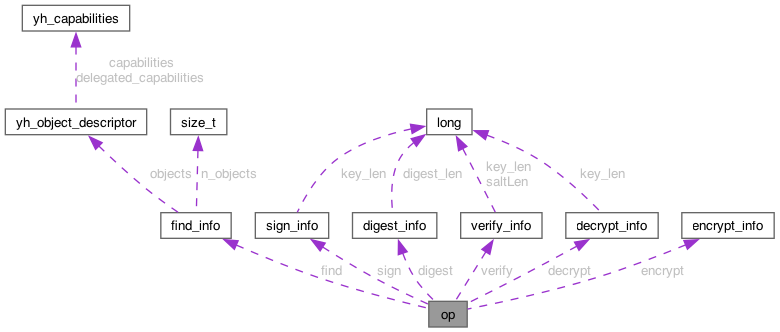 yh_capabilities
capabilities
delegated_capabilities
yh_object_descriptor
size_t
long
objects
n_objects
key_len
digest_len
key_len
saltLen
key_len
find_info
sign_info
digest_info
verify_info
decrypt_info
encrypt_info
find
sign
digest
verify
decrypt
encrypt
op